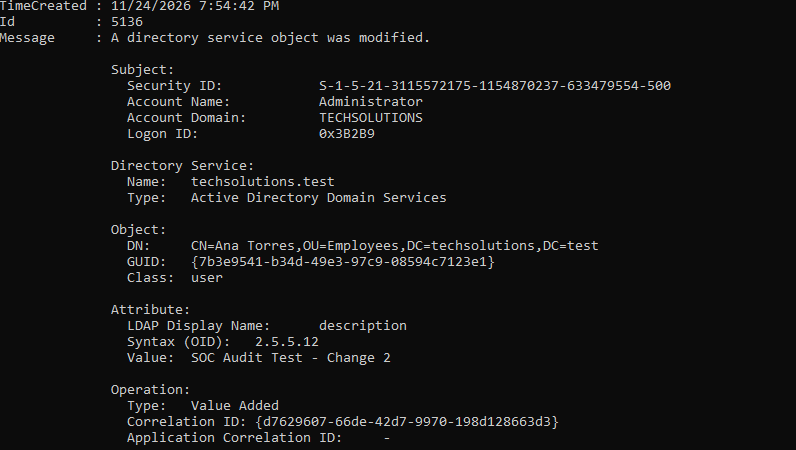 TimeCreated : 11/24/2026 7:54:42 PM
Id          : 5136
Message     : A directory service object was modified.

              Subject:
                Security ID:            S-1-5-21-3115572175-1154870237-633479554-500
                Account Name:           Administrator
                Account Domain:         TECHSOLUTIONS
                Logon ID:               0x3B2B9

              Directory Service:
                Name:   techsolutions.test
                Type:   Active Directory Domain Services

              Object:
                DN:     CN=Ana Torres,OU=Employees,DC=techsolutions,DC=test
                GUID:   {7b3e9541-b34d-49e3-97c9-08594c7123e1}
                Class:  user

              Attribute:
                LDAP Display Name:      description
                Syntax (OID):   2.5.5.12
                Value:  SOC Audit Test - Change 2

              Operation:
                Type:   Value Added
                Correlation ID: {d7629607-66de-42d7-9970-198d128663d3}
                Application Correlation ID:     -